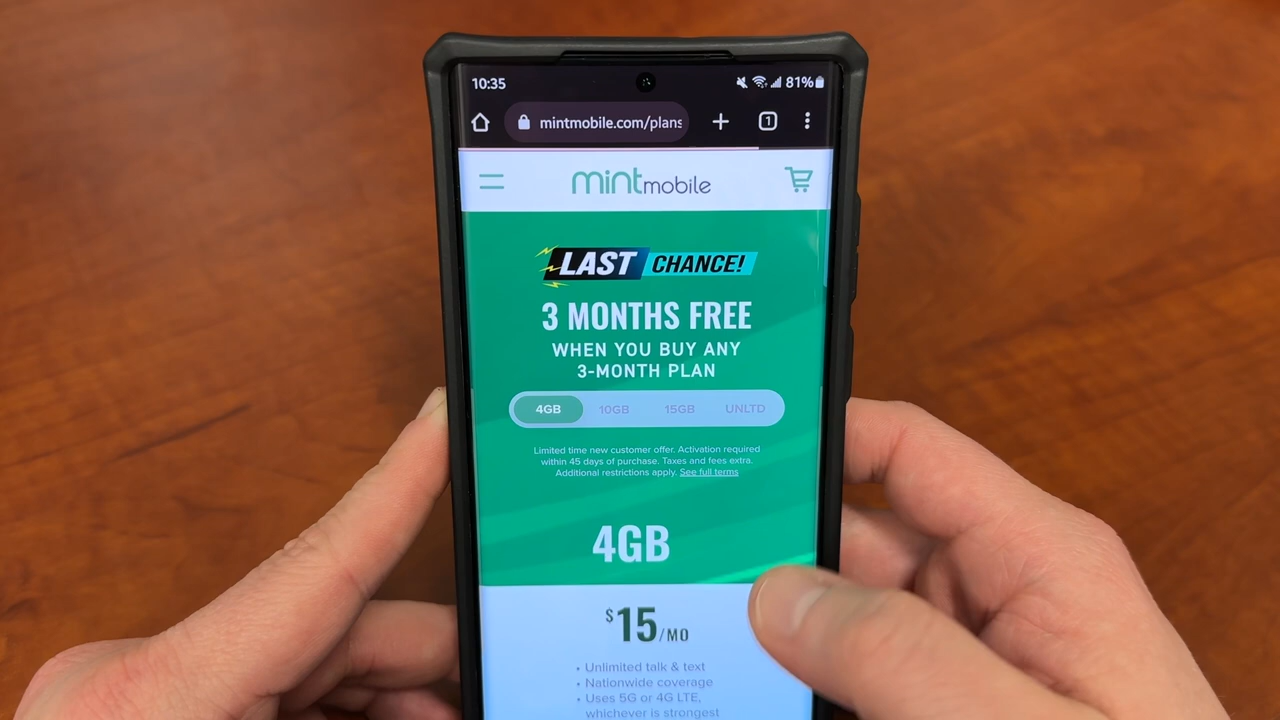 10:35
81%
mintmobile.com/plans
1
mint mobile
LAST CHANCE!
3 MONTHS FREE
WHEN YOU BUY ANY
3-MONTH PLAN
4GB 10GB 15GB UNLTD
Limited time new customer offer. Activation required
within 45 days of purchase. Taxes and fees extra.
Additional restrictions apply. See full terms
4GB
$15/MO
• Unlimited talk & text
• Nationwide coverage
• Uses 5G or 4G LTE,
whichever is strongest